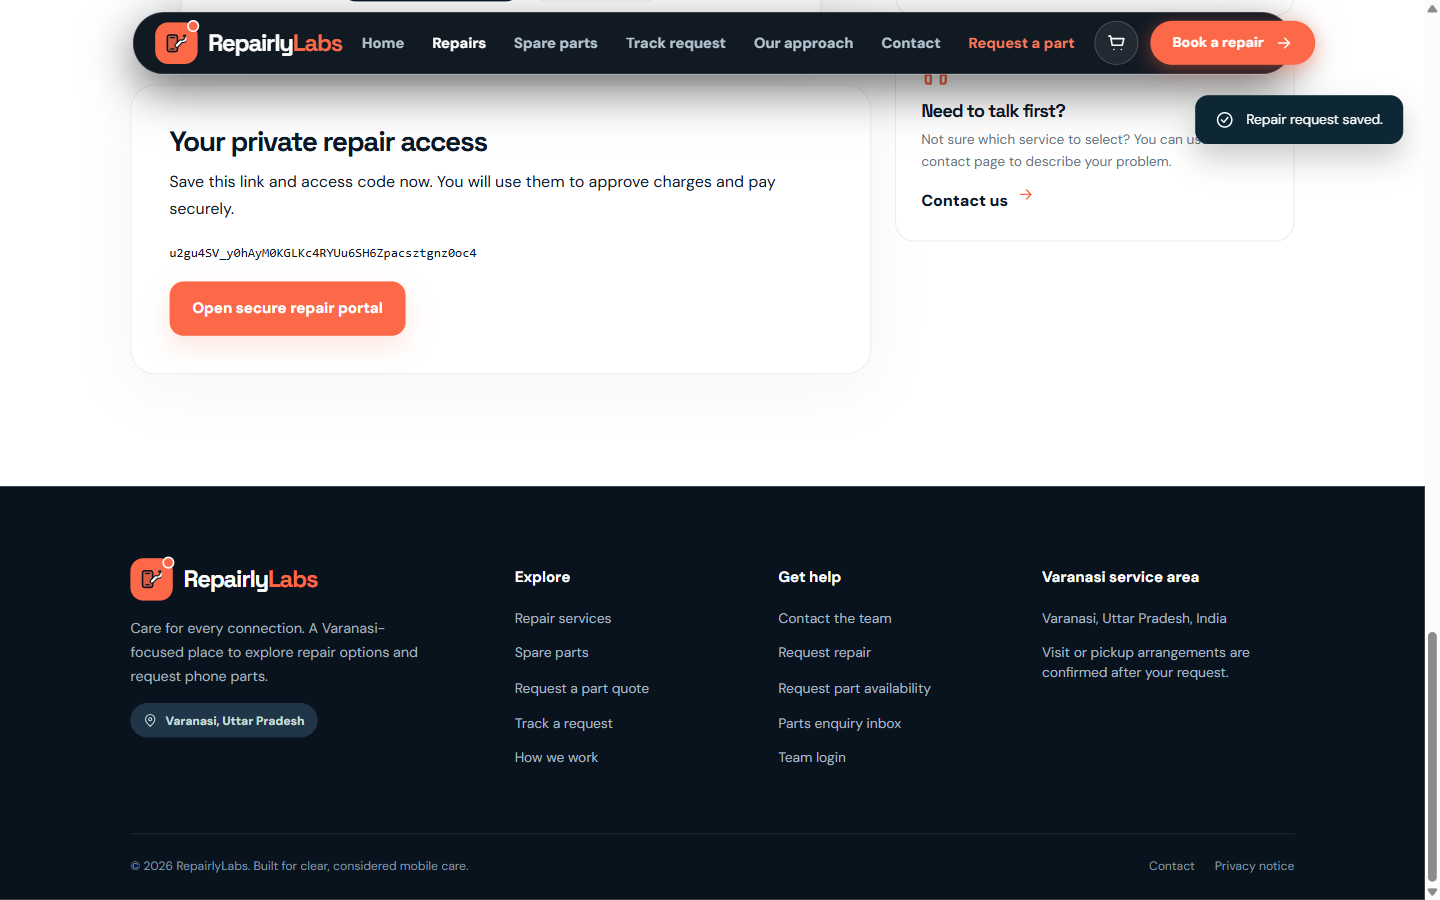 RepairlyLabs
Home
Repairs
Spare parts
Track request
Our approach
Contact
Request a part
Book a repair
Repair request saved.
Your private repair access
Save this link and access code now. You will use them to approve charges and pay
securely.
u2gu4SV_y0hAyM0KGLKc4RYUu6SH6Zpacsztgnz0oc4
Open secure repair portal
Need to talk first?
Not sure which service to select? You can us
contact page to describe your problem.
Contact us
RepairlyLabs
Care for every connection. A Varanasi-
focused place to explore repair options and
request phone parts.
Varanasi, Uttar Pradesh
Explore
Repair services
Spare parts
Request a part quote
Track a request
How we work
Get help
Contact the team
Request repair
Request part availability
Parts enquiry inbox
Team login
Varanasi service area
Varanasi, Uttar Pradesh, India
Visit or pickup arrangements are
confirmed after your request.
© 2026 RepairlyLabs. Built for clear, considered mobile care.
Contact
Privacy notice